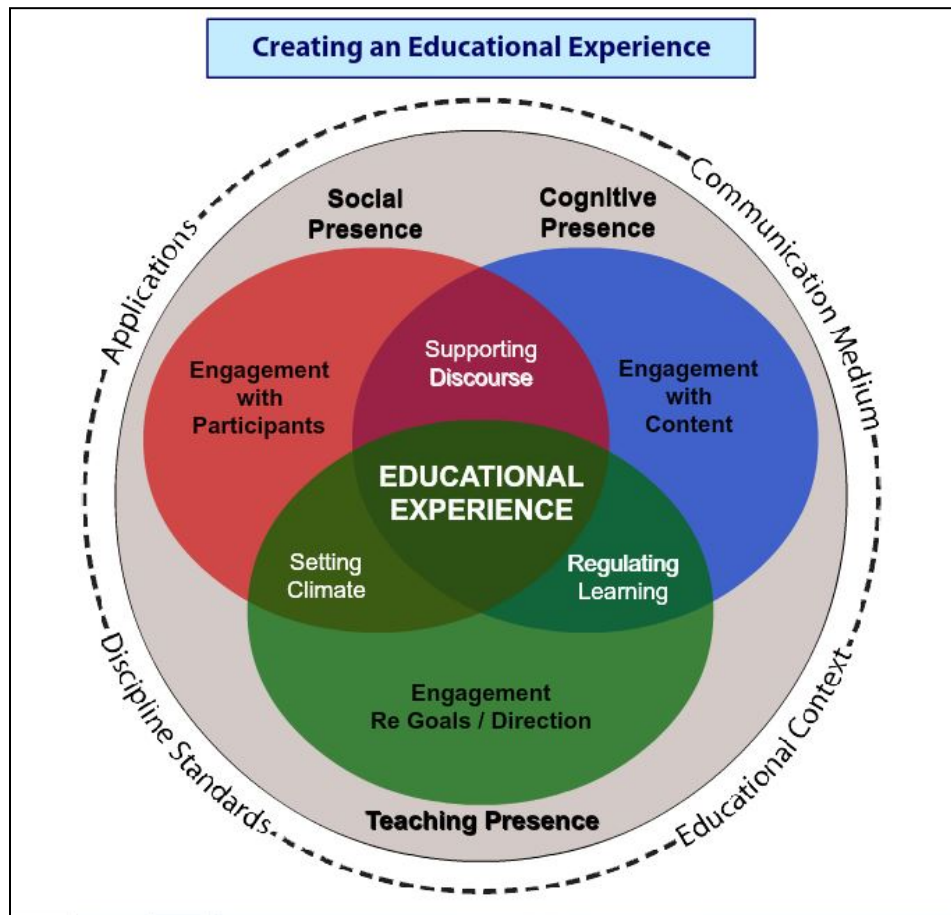 Creating an Educational Experience
Applications
Communication Medium
Social
Presence
Cognitive
Presence
Supporting
Discourse
Engagement
with
Participants
Engagement
with
Content
EDUCATIONAL
EXPERIENCE
Setting
Climate
Regulating
Learning
Engagement
Re Goals / Direction
Teaching Presence
Discipline Standards
Educational Context